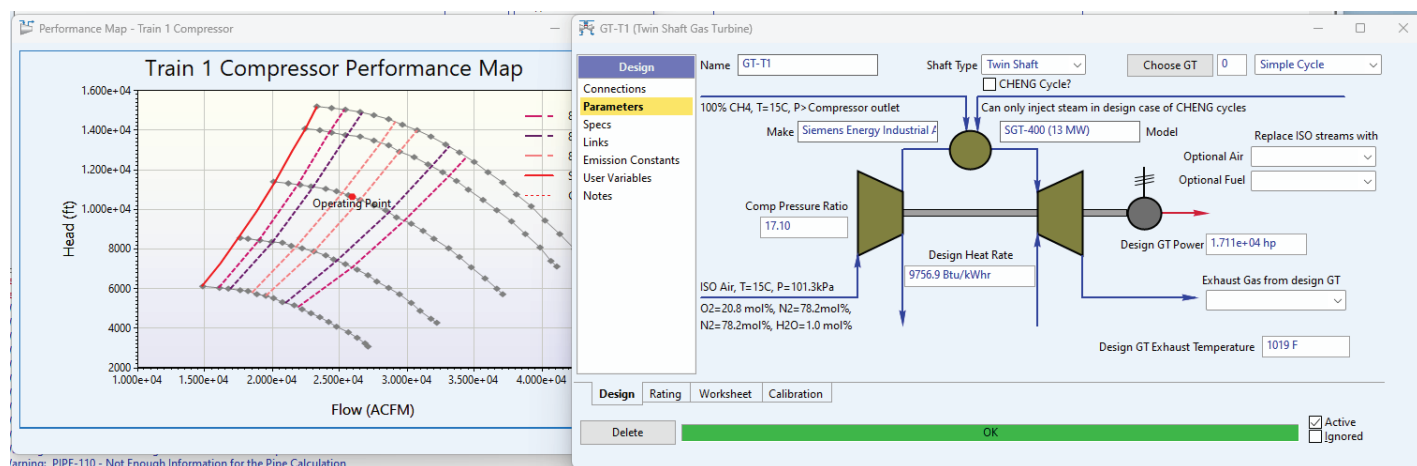 Performance Map - Train 1 Compressor
Train 1 Compressor Performance Map
Head (ft)
1.600e+04
1.400e+04
1.200e+04
1.000e+04
8000
6000
4000
2000
Operating Point
1.000e+04 1.500e+04 2.000e+04 2.500e+04 3.000e+04 3.500e+04 4.000e+04
Flow (ACFM)
GT-T1 (Twin Shaft Gas Turbine)
Design
Connections
Parameters
Specs
Links
Emission Constants
User Variables
Notes
Name GT-T1 Shaft Type Twin Shaft Choose GT 0 Simple Cycle
CHENG Cycle?
100% CH4, T=15C, P>Compressor outlet Can only inject steam in design case of CHENG cycles
Make Siemens Energy Industrial SGT-400 (13 MW) Model
Replace ISO streams with
Optional Air
Optional Fuel
Comp Pressure Ratio
17.10
Design Heat Rate
9756.9 Btu/kWhr
Design GT Power 1.711e+04 hp
ISO Air, T=15C, P=101.3kPa
O2=20.8 mol%, N2=78.2mol%,
N2=78.2mol%, H2O=1.0 mol%
Exhaust Gas from design GT
Design GT Exhaust Temperature 1019 F
Design Rating Worksheet Calibration
Delete OK
Active
Ignored
PIPE-110 - Not Enough Information for the Pipe Calculation